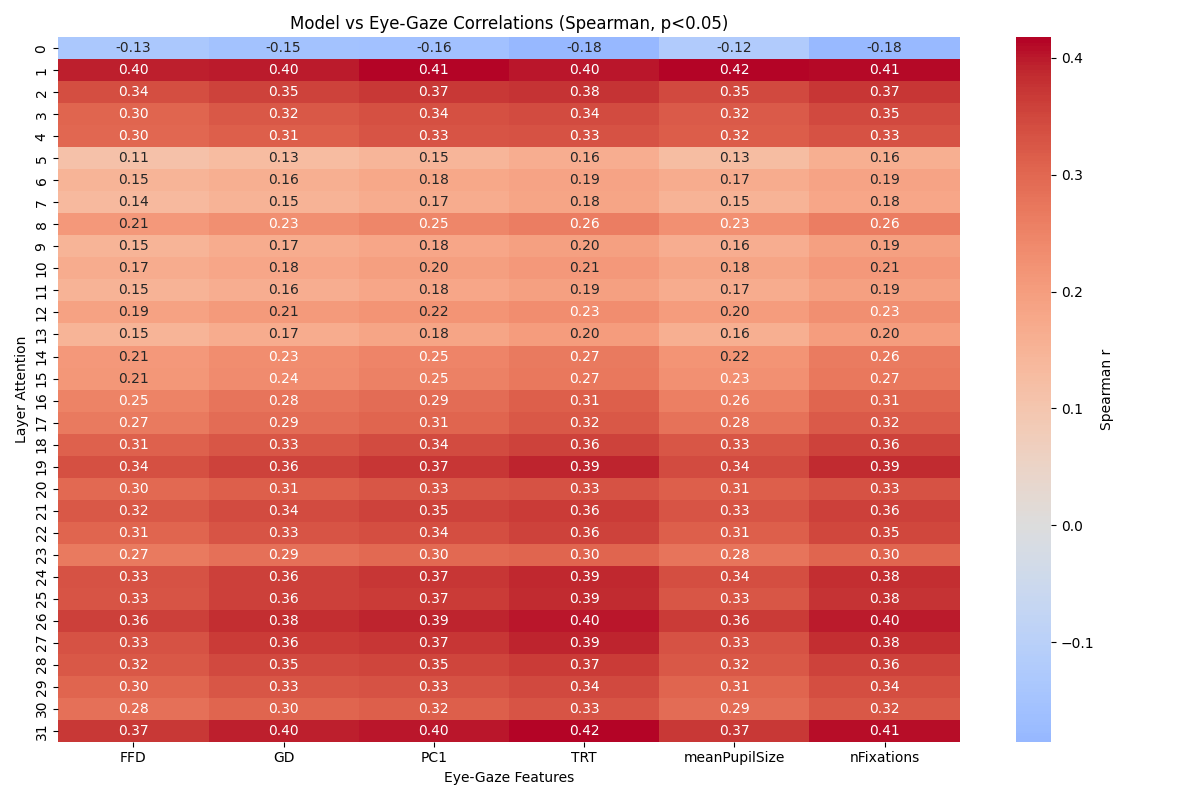 Model vs Eye-Gaze Correlations (Spearman, p<0.05)
0 -0.13 -0.15 -0.16 -0.18 -0.12 -0.18
1 0.40 0.40 0.41 0.40 0.42 0.41
2 0.34 0.35 0.37 0.38 0.35 0.37
3 0.30 0.32 0.34 0.34 0.32 0.35
4 0.30 0.31 0.33 0.33 0.32 0.33
5 0.11 0.13 0.15 0.16 0.13 0.16
6 0.15 0.16 0.18 0.19 0.17 0.19
7 0.14 0.15 0.17 0.18 0.15 0.18
8 0.21 0.23 0.25 0.26 0.23 0.26
9 0.15 0.17 0.18 0.20 0.16 0.19
10 0.17 0.18 0.20 0.21 0.18 0.21
11 0.15 0.16 0.18 0.19 0.17 0.19
12 0.19 0.21 0.22 0.23 0.20 0.23
13 0.15 0.17 0.18 0.20 0.16 0.20
14 0.21 0.23 0.25 0.27 0.22 0.26
15 0.21 0.24 0.25 0.27 0.23 0.27
16 0.25 0.28 0.29 0.31 0.26 0.31
17 0.27 0.29 0.31 0.32 0.28 0.32
18 0.31 0.33 0.34 0.36 0.33 0.36
19 0.34 0.36 0.37 0.39 0.34 0.39
20 0.30 0.31 0.33 0.33 0.31 0.33
21 0.32 0.34 0.35 0.36 0.33 0.36
22 0.31 0.33 0.34 0.36 0.31 0.35
23 0.27 0.29 0.30 0.30 0.28 0.30
24 0.33 0.36 0.37 0.39 0.34 0.38
25 0.33 0.36 0.37 0.39 0.33 0.38
26 0.36 0.38 0.39 0.40 0.36 0.40
27 0.33 0.36 0.37 0.39 0.33 0.38
28 0.32 0.35 0.35 0.37 0.32 0.36
29 0.30 0.33 0.33 0.34 0.31 0.34
30 0.28 0.30 0.32 0.33 0.29 0.32
31 0.37 0.40 0.40 0.42 0.37 0.41
FFD GD PC1 TRT meanPupilSize nFixations
Eye-Gaze Features
Layer Attention
0.4
0.3
0.2
0.1
0.0
−0.1
Spearman r